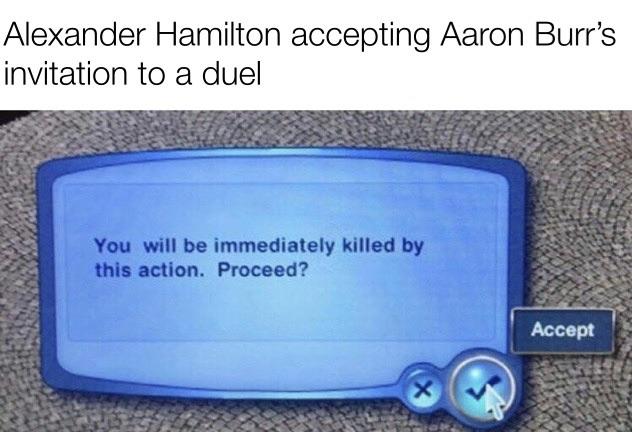 Alexander Hamilton accepting Aaron Burr’s
invitation to a duel
You will be immediately killed by
this action. Proceed?
Accept